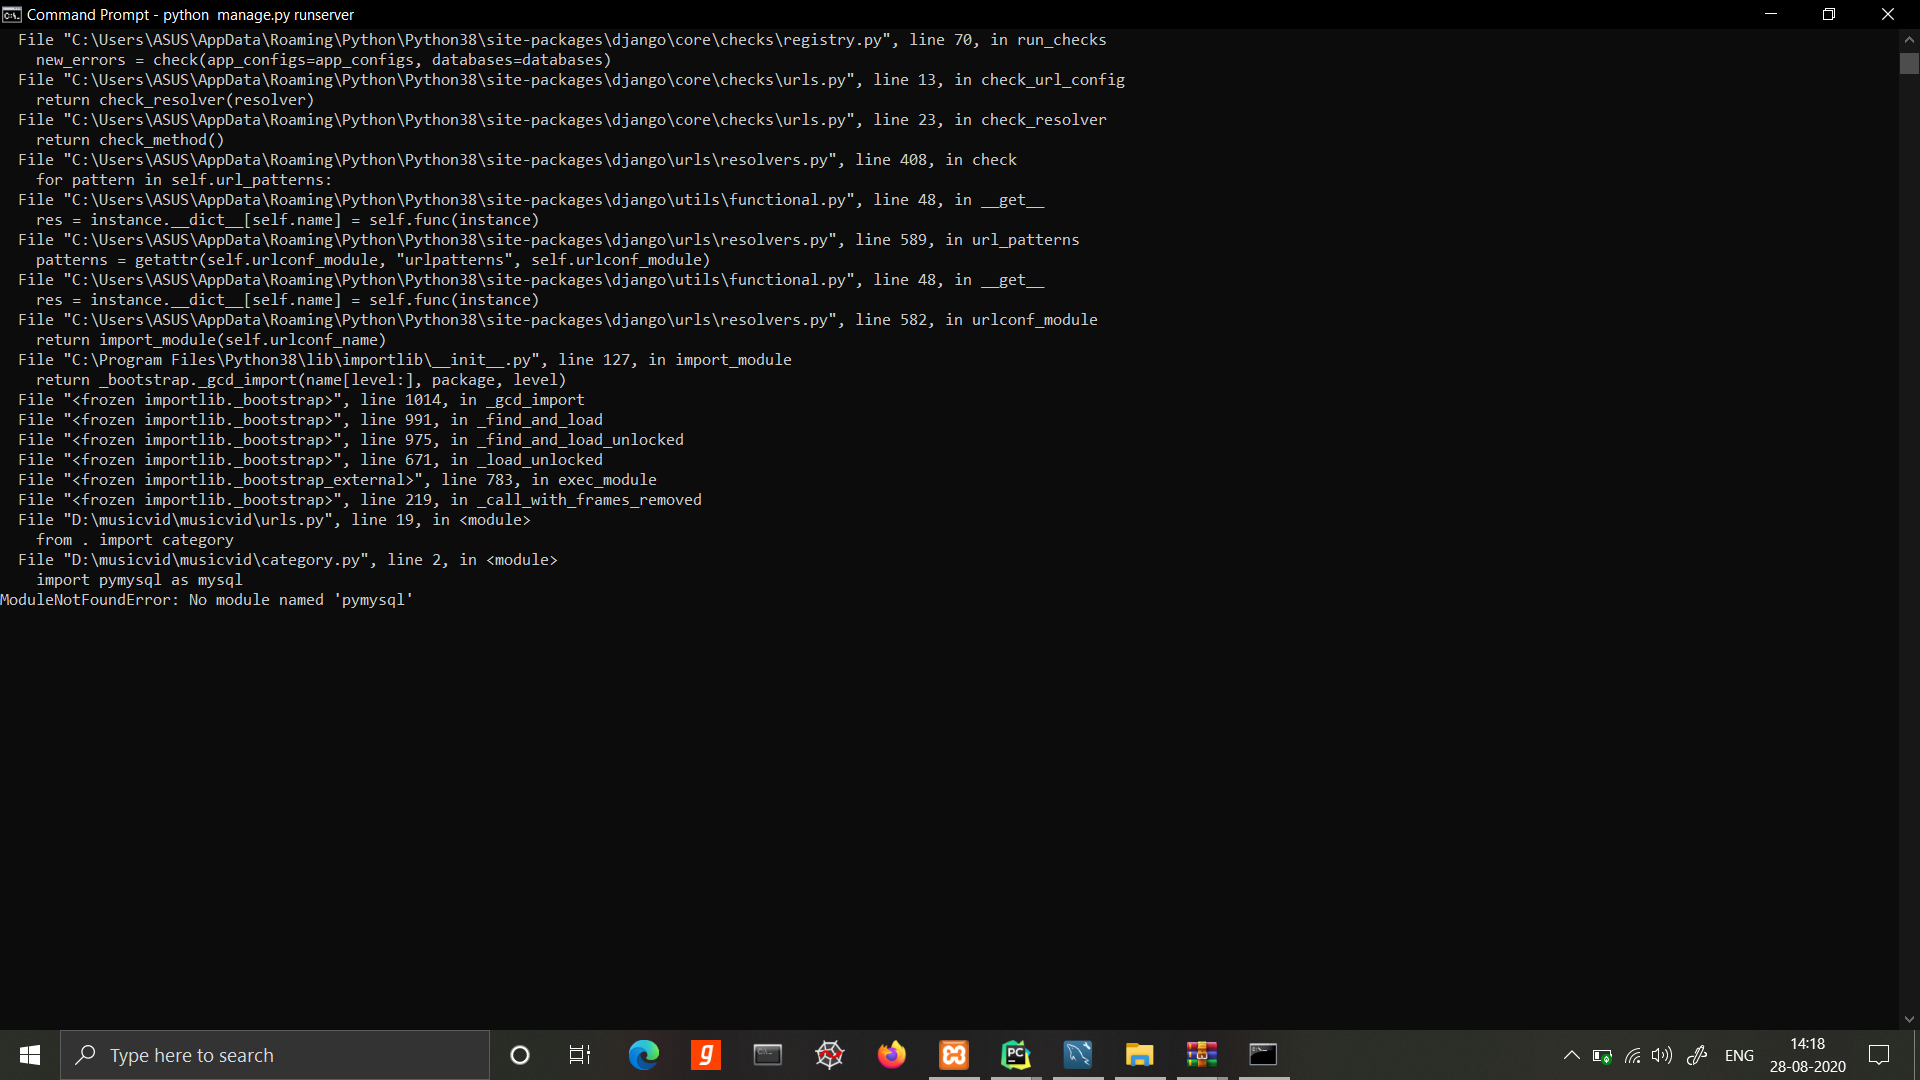 Command Prompt - python  manage.py runserver
  File "C:\Users\ASUS\AppData\Roaming\Python\Python38\site-packages\django\core\checks\registry.py", line 70, in run_checks
    new_errors = check(app_configs=app_configs, databases=databases)
  File "C:\Users\ASUS\AppData\Roaming\Python\Python38\site-packages\django\core\checks\urls.py", line 13, in check_url_config
    return check_resolver(resolver)
  File "C:\Users\ASUS\AppData\Roaming\Python\Python38\site-packages\django\core\checks\urls.py", line 23, in check_resolver
    return check_method()
  File "C:\Users\ASUS\AppData\Roaming\Python\Python38\site-packages\django\urls\resolvers.py", line 408, in check
    for pattern in self.url_patterns:
  File "C:\Users\ASUS\AppData\Roaming\Python\Python38\site-packages\django\utils\functional.py", line 48, in __get__
    res = instance.__dict__[self.name] = self.func(instance)
  File "C:\Users\ASUS\AppData\Roaming\Python\Python38\site-packages\django\urls\resolvers.py", line 589, in url_patterns
    patterns = getattr(self.urlconf_module, "urlpatterns", self.urlconf_module)
  File "C:\Users\ASUS\AppData\Roaming\Python\Python38\site-packages\django\utils\functional.py", line 48, in __get__
    res = instance.__dict__[self.name] = self.func(instance)
  File "C:\Users\ASUS\AppData\Roaming\Python\Python38\site-packages\django\urls\resolvers.py", line 582, in urlconf_module
    return import_module(self.urlconf_name)
  File "C:\Program Files\Python38\lib\importlib\__init__.py", line 127, in import_module
    return _bootstrap._gcd_import(name[level:], package, level)
  File "<frozen importlib._bootstrap>", line 1014, in _gcd_import
  File "<frozen importlib._bootstrap>", line 991, in _find_and_load
  File "<frozen importlib._bootstrap>", line 975, in _find_and_load_unlocked
  File "<frozen importlib._bootstrap>", line 671, in _load_unlocked
  File "<frozen importlib._bootstrap_external>", line 783, in exec_module
  File "<frozen importlib._bootstrap>", line 219, in _call_with_frames_removed
  File "D:\musicvid\musicvid\urls.py", line 19, in <module>
    from . import category
  File "D:\musicvid\musicvid\category.py", line 2, in <module>
    import pymysql as mysql
ModuleNotFoundError: No module named 'pymysql'
Type here to search
ENG
14:18
28-08-2020